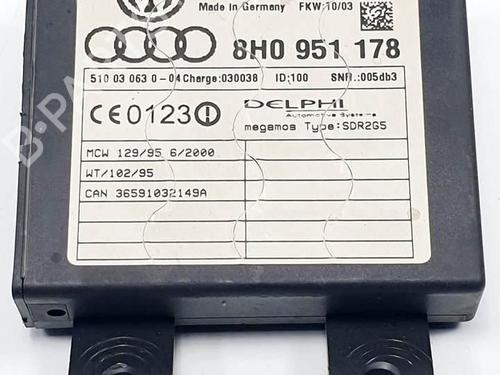 Made in Germany FKW:10/03
8H0 951 178
510 03 063 0-04 Charge:030038 ID:100 SNR.:005db3
CE0123 DELPHI
Automotive Systems
megamos Type:SDR2G5
MCW 129/95 6/2000
WT/102/95
CAN 36591032149A
B-PARTS